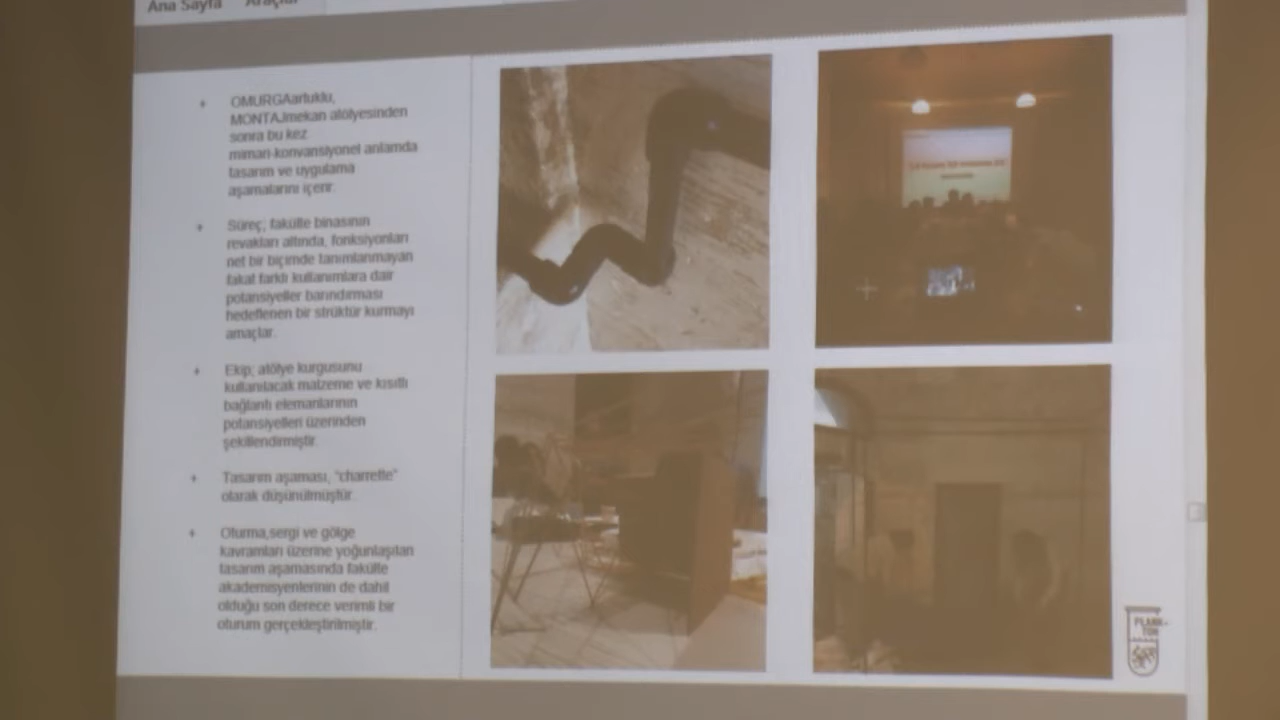 Ana Sayfa Araçlar
OMURGAartuklu,
MONTAJmekan atölyesinden
sonra bu kez
mimari-konvansiyonel anlamda
tasarım ve uygulama
aşamalarını içerir.
Süreç; fakülte binasının
revakları altında, fonksiyonları
net bir biçimde tanımlanmayan
fakat farklı kullanımlara dair
potansiyeller barındırması
hedeflenen bir strüktür kurmayı
amaçlar.
Ekip, atölye kurgusunu
kullanılacak malzeme ve kısıtlı
bağlantı elemanlarının
potansiyelleri üzerinden
şekillendirmiştir.
Tasarım aşaması, "charrette"
olarak düşünülmüştür.
Oturma,sergi ve gölge
kavramları üzerine yoğunlaşılan
tasarım aşamasında fakülte
akademisyenlerinin de dahil
olduğu son derece verimli bir
oturum gerçekleştirilmiştir.
PLANK-
TON